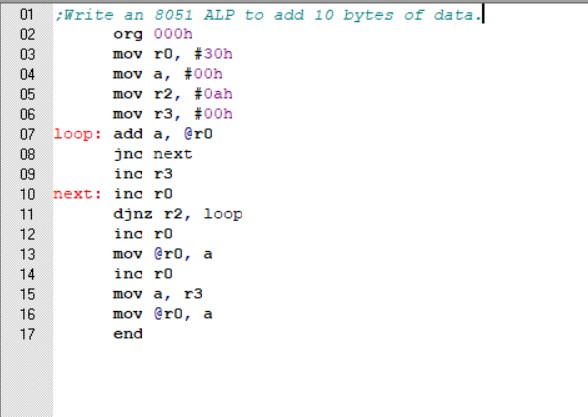 01 ;Write an 8051 ALP to add 10 bytes of data.
02 org 000h
03 mov r0, #30h
04 mov a, #00h
05 mov r2, #0ah
06 mov r3, #00h
07 loop: add a, @r0
08 jnc next
09 inc r3
10 next: inc r0
11 djnz r2, loop
12 inc r0
13 mov @r0, a
14 inc r0
15 mov a, r3
16 mov @r0, a
17 end